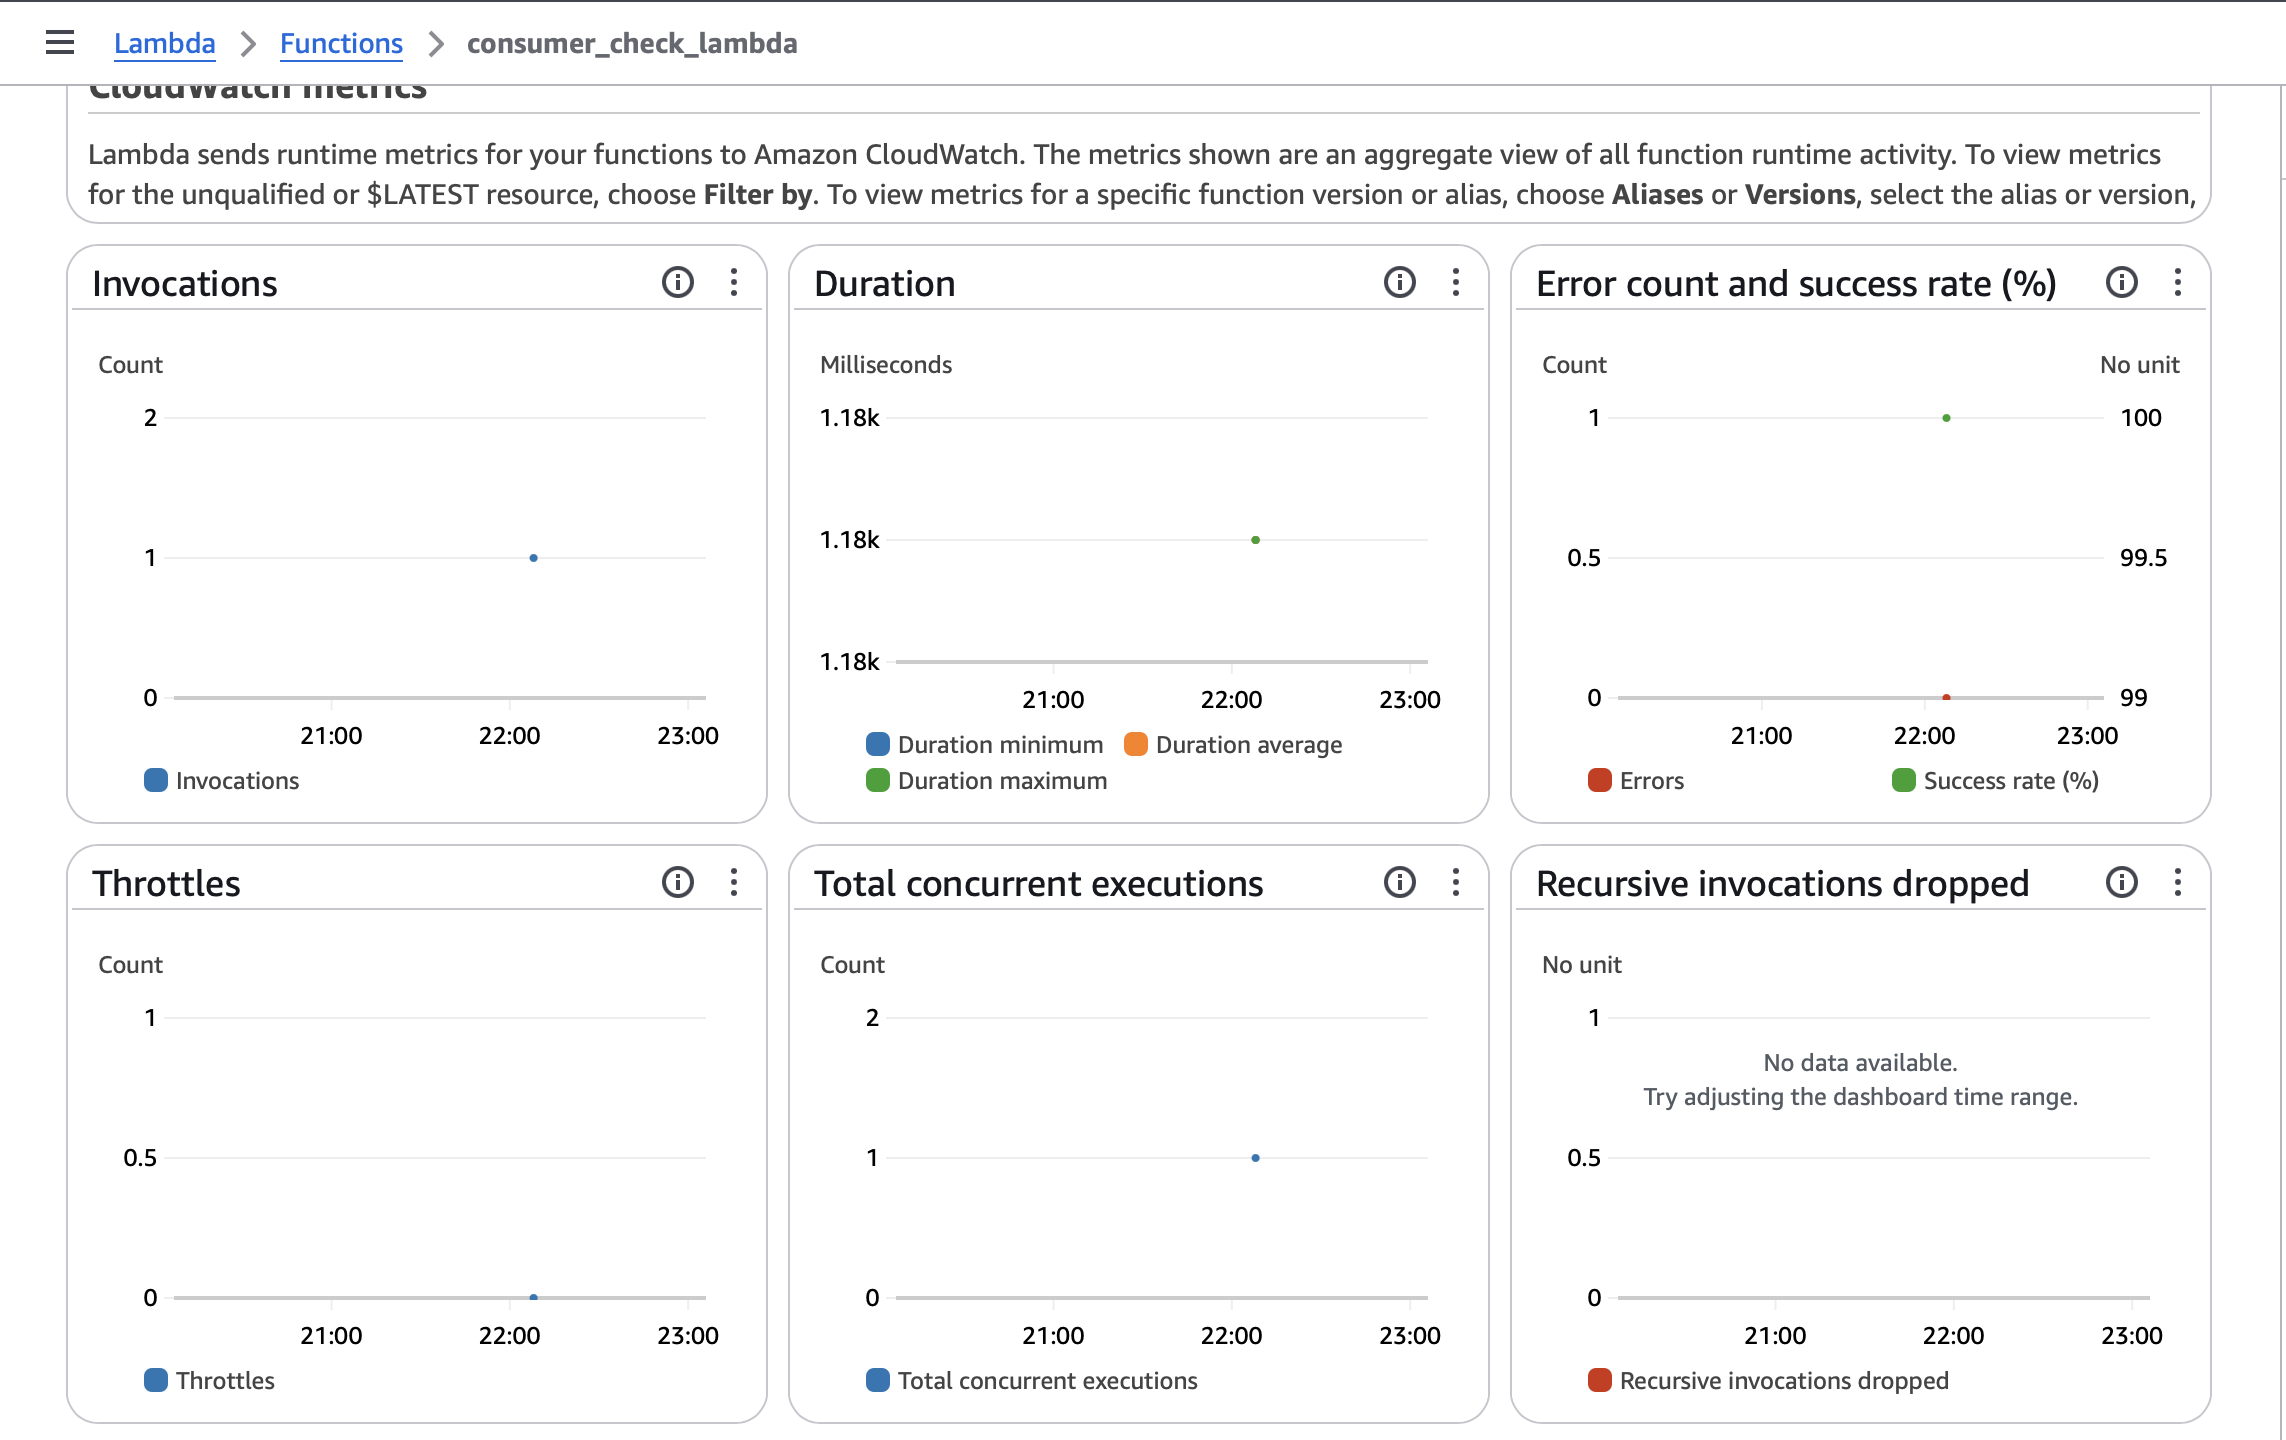 Lambda > Functions > consumer_check_lambda
CloudWatch metrics
Lambda sends runtime metrics for your functions to Amazon CloudWatch. The metrics shown are an aggregate view of all function runtime activity. To view metrics
for the unqualified or $LATEST resource, choose Filter by. To view metrics for a specific function version or alias, choose Aliases or Versions, select the alias or version,
Invocations
Count
2
1
0
21:00 22:00 23:00
Invocations
Duration
Milliseconds
1.18k
1.18k
1.18k
21:00 22:00 23:00
Duration minimum Duration average
Duration maximum
Error count and success rate (%)
Count No unit
1 100
0.5 99.5
0 99
21:00 22:00 23:00
Errors Success rate (%)
Throttles
Count
1
0.5
0
21:00 22:00 23:00
Throttles
Total concurrent executions
Count
2
1
0
21:00 22:00 23:00
Total concurrent executions
Recursive invocations dropped
No unit
1
No data available.
Try adjusting the dashboard time range.
0.5
0
21:00 22:00 23:00
Recursive invocations dropped